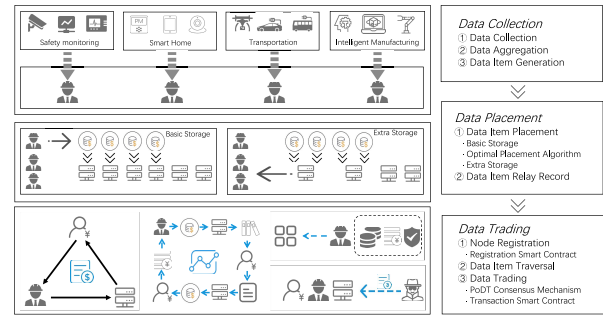 PM
Safety monitoring
Smart Home
Transportation
Intelligent Manufacturing
Basic Storage
Extra Storage
¥
$
¥
¥
¥
¥
$
¥
Data Collection
① Data Collection
② Data Aggregation
③ Data Item Generation
Data Placement
① Data Item Placement
· Basic Storage
· Optimal Placement Algorithm
· Extra Storage
② Data Item Relay Record
Data Trading
① Node Registration
· Registration Smart Contract
② Data Item Traversal
③ Data Trading
· PoDT Consensus Mechanism
· Transaction Smart Contract